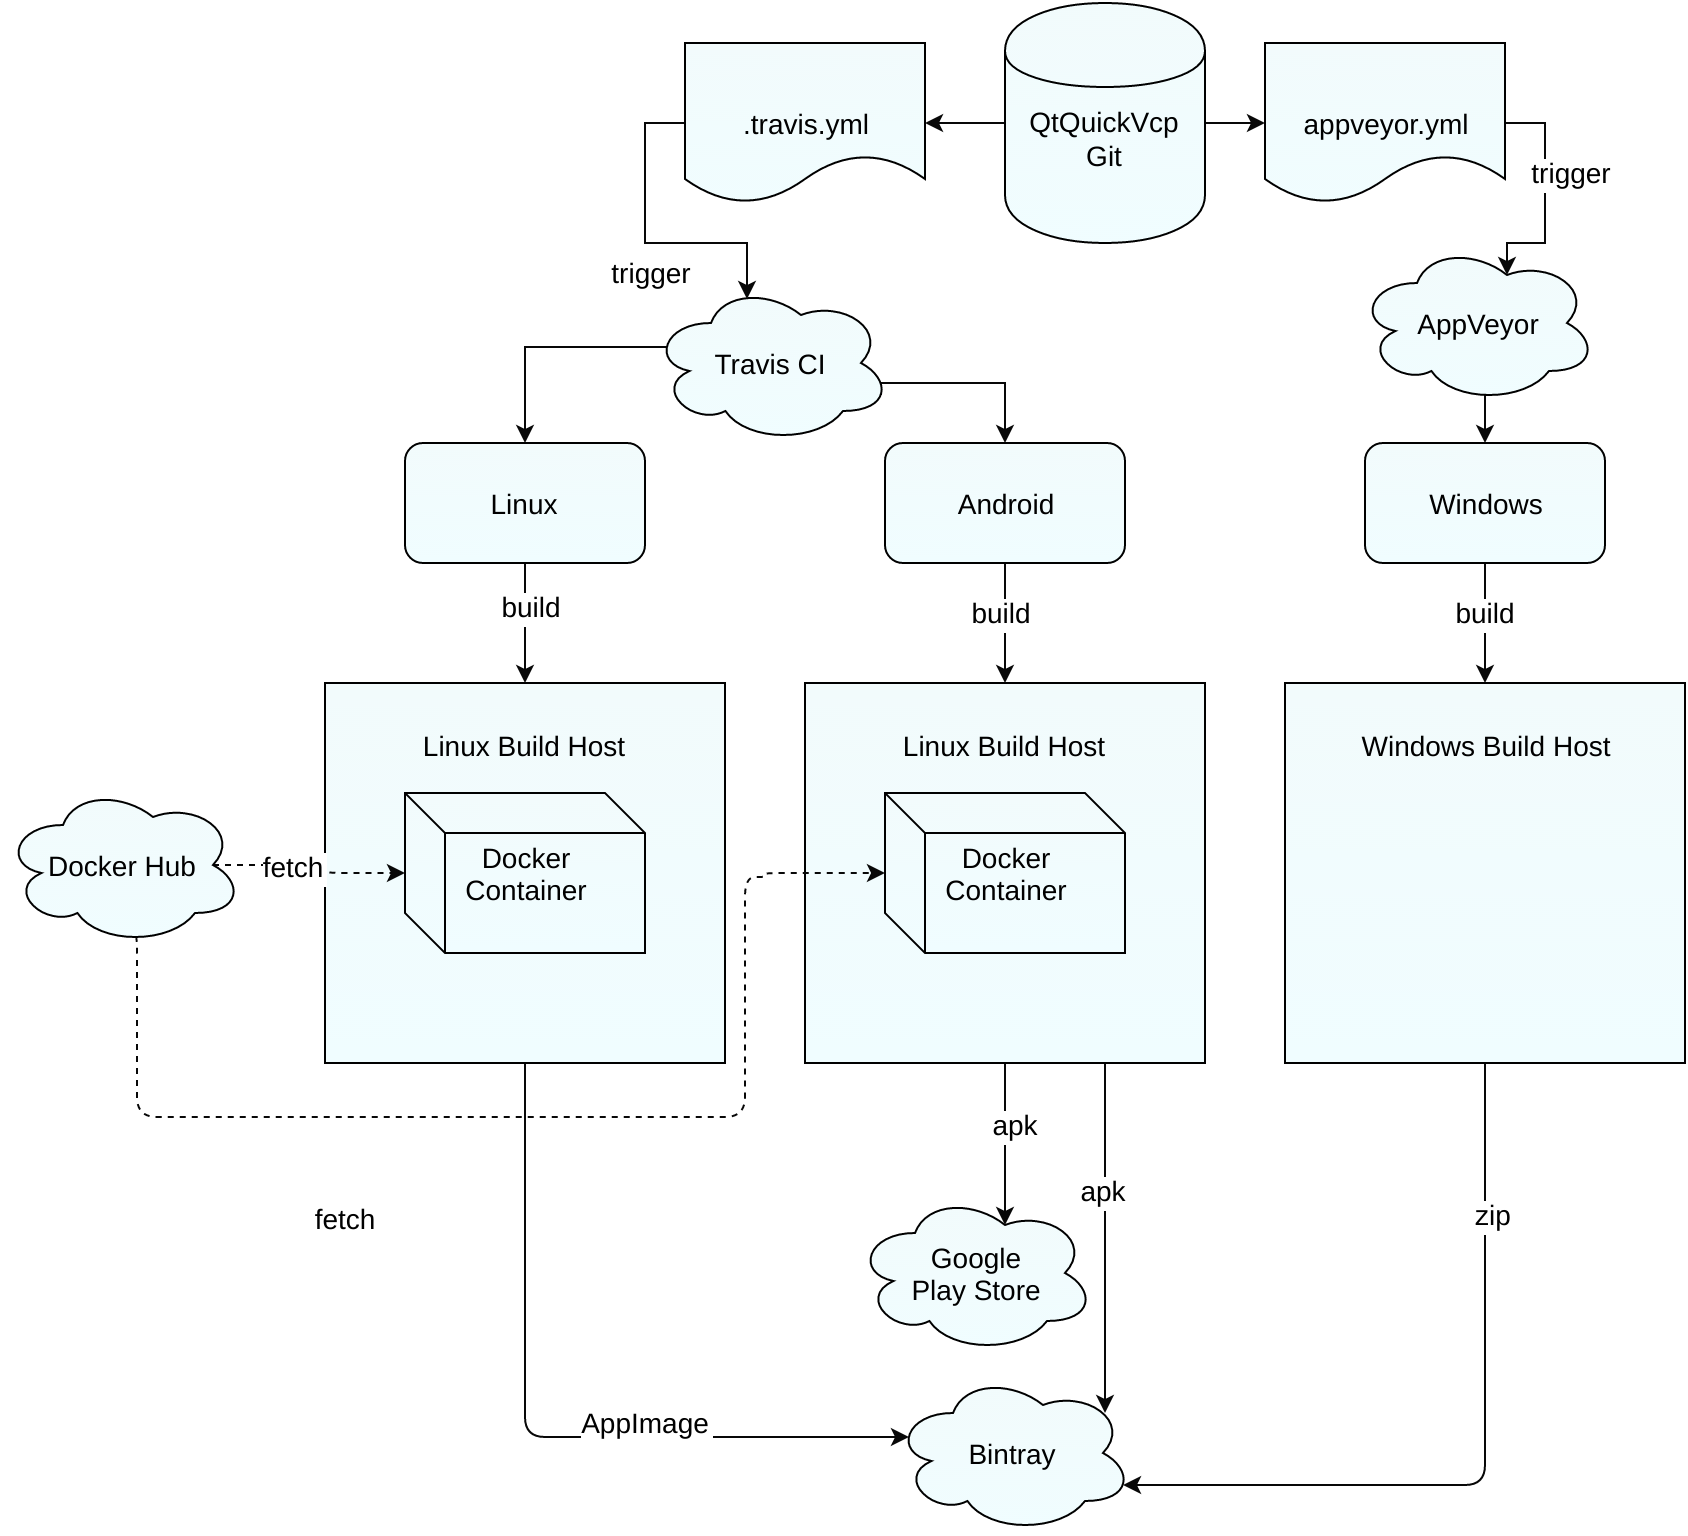 .travis.yml
QtQuickVcp
Git
appveyor.yml
trigger
trigger
Travis CI
AppVeyor
Linux
Android
Windows
build
build
build
Linux Build Host
Linux Build Host
Windows Build Host
Docker Hub
fetch
Docker
Container
Docker
Container
apk
apk
fetch
zip
Google
Play Store
AppImage
Bintray